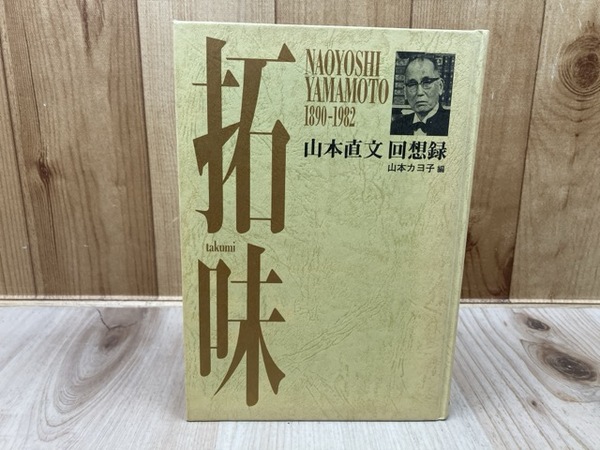 拓味
takumi
NAOYOSHI
YAMAMOTO
1890-1982
山本直文 回想録
山本カヨ子 編